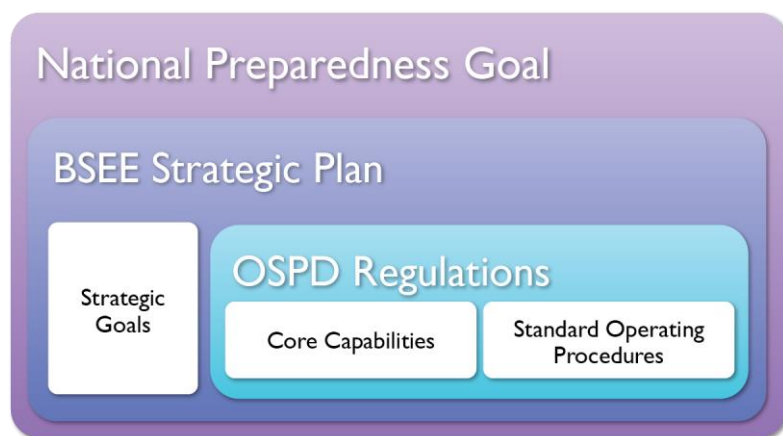 National Preparedness Goal
BSEE Strategic Plan
Strategic
Goals
OSPD Regulations
Core Capabilities
Standard Operating
Procedures